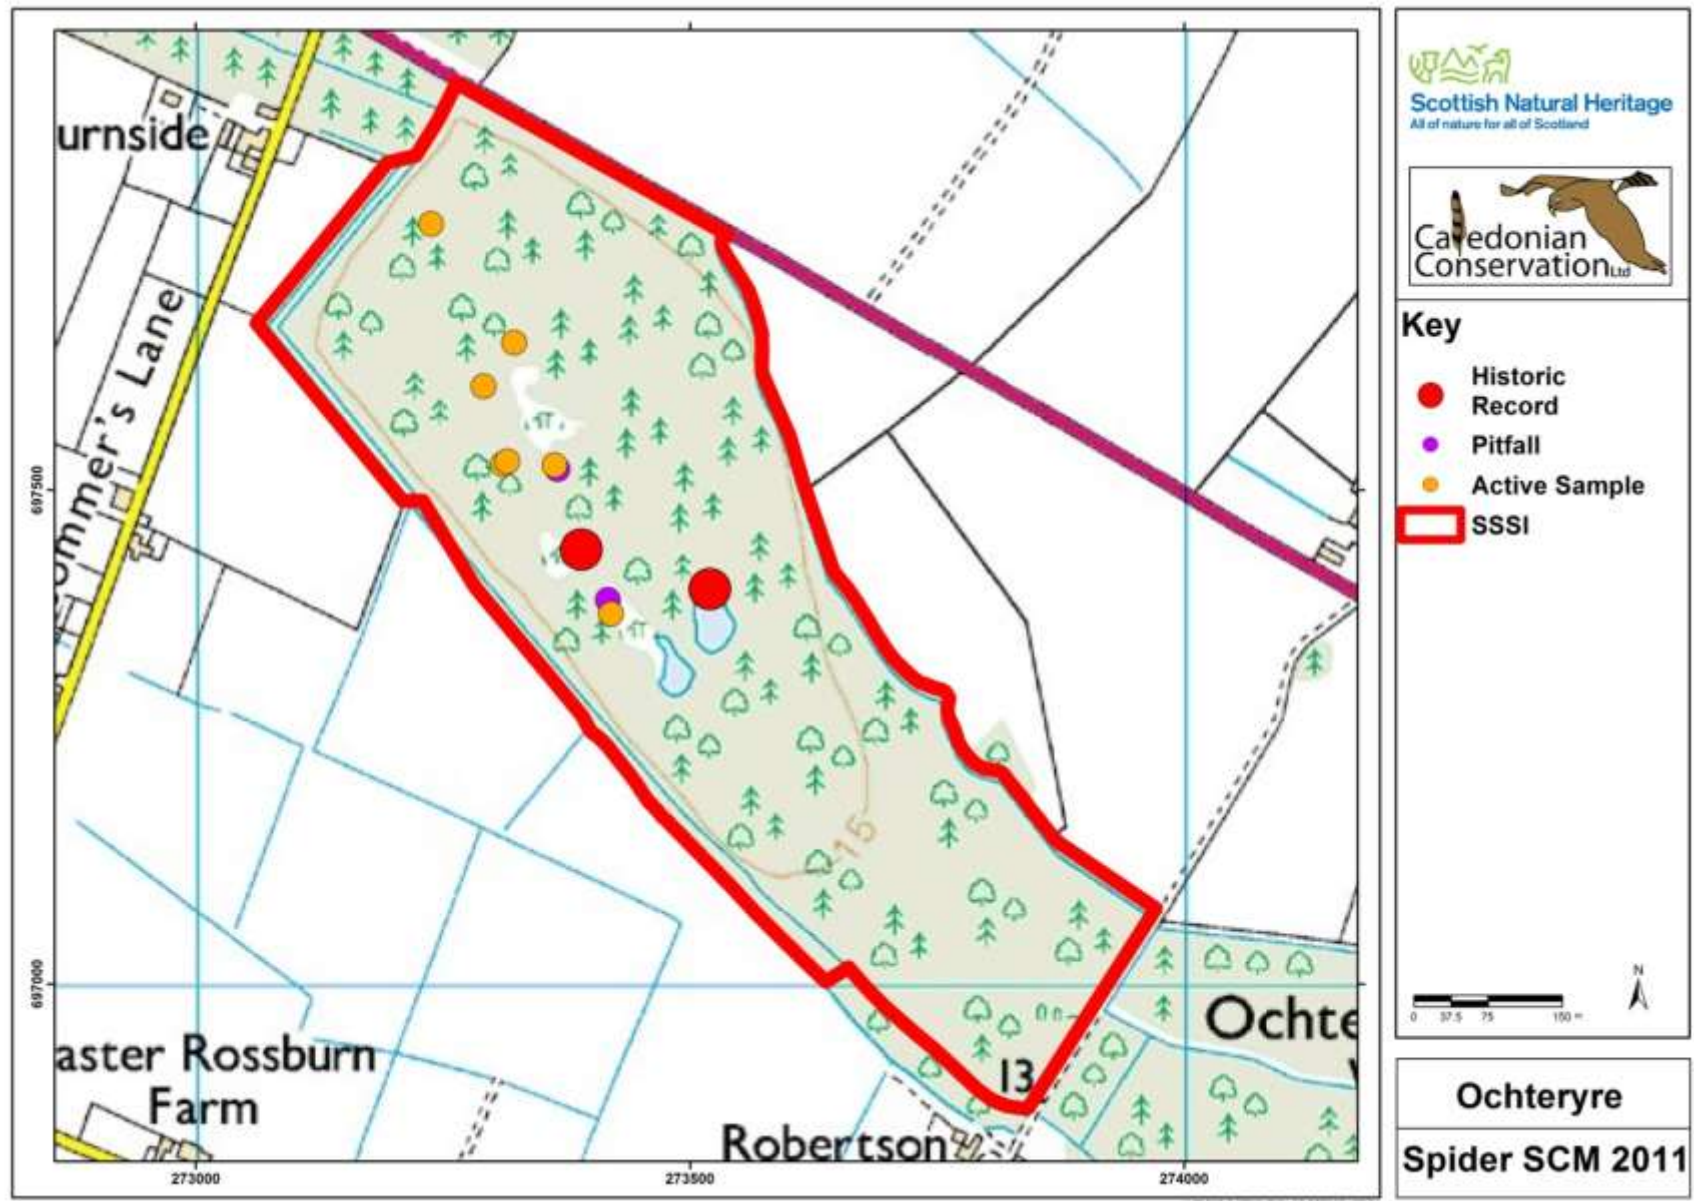 urnside
ommer's Lane
697500
697000
15
aster Rossburn
Farm
Robertson
13
Ochte
273000
273500
274000
Scottish Natural Heritage
All of nature for all of Scotland
Caledonian
Conservation Ltd
Key
Historic
Record
Pitfall
Active Sample
SSSI
N
0 37.5 75 150 m
Ochteryre
Spider SCM 2011